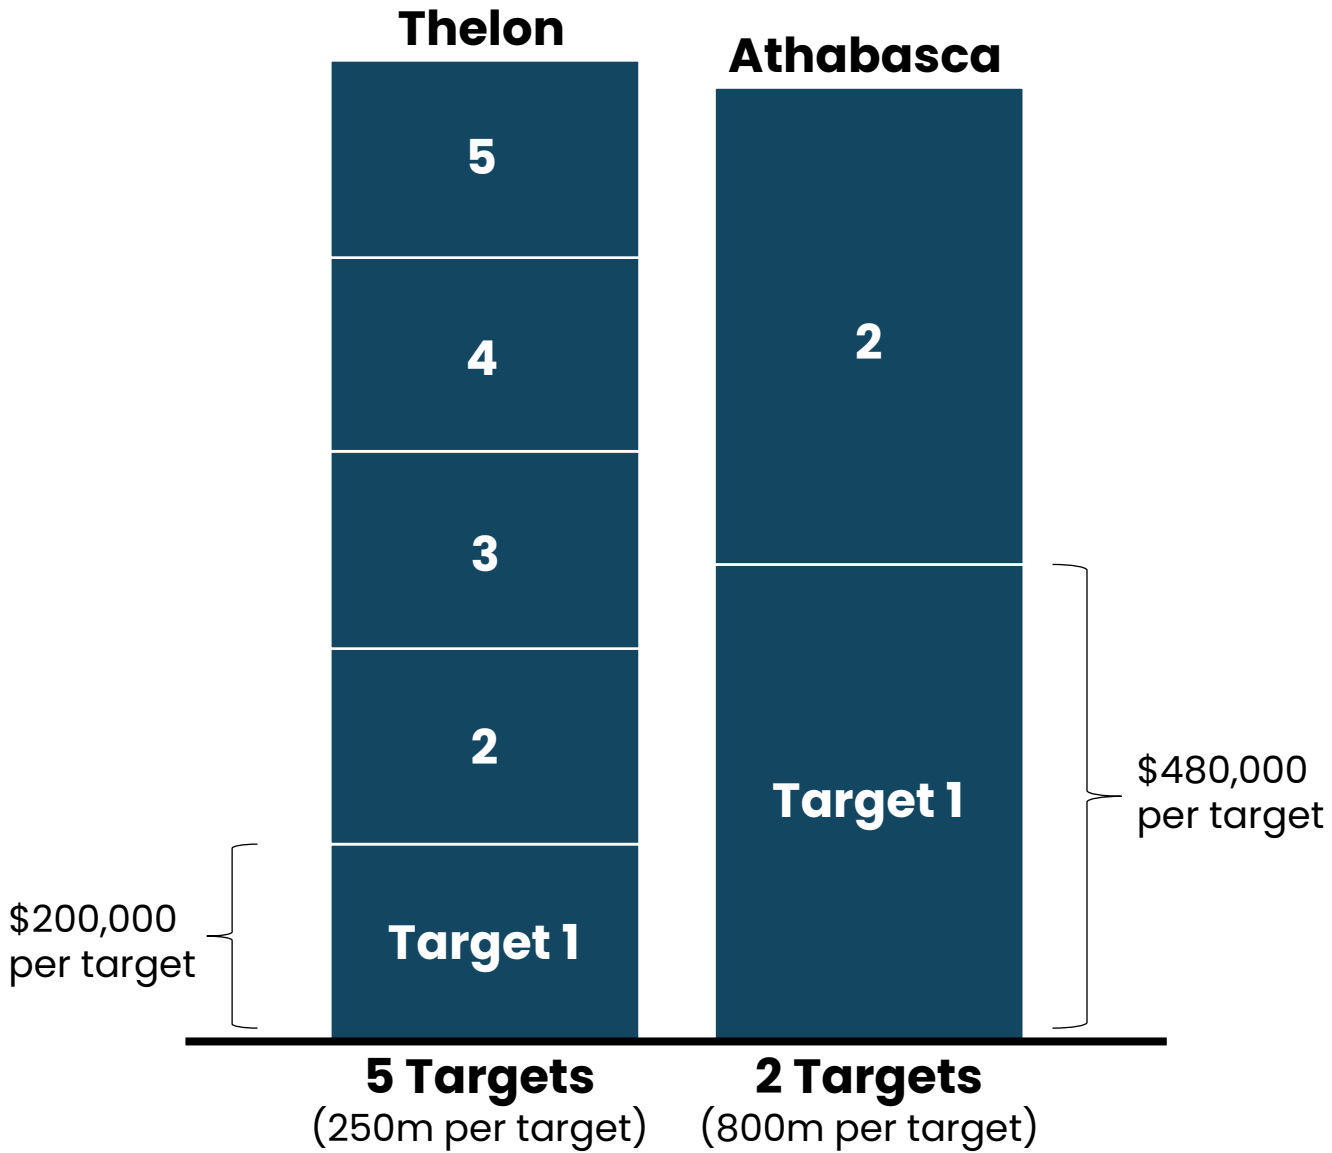 Thelon
Athabasca
5
4
3
2
Target 1
2
Target 1
$200,000
per target
$480,000
per target
5 Targets
(250m per target)
2 Targets
(800m per target)